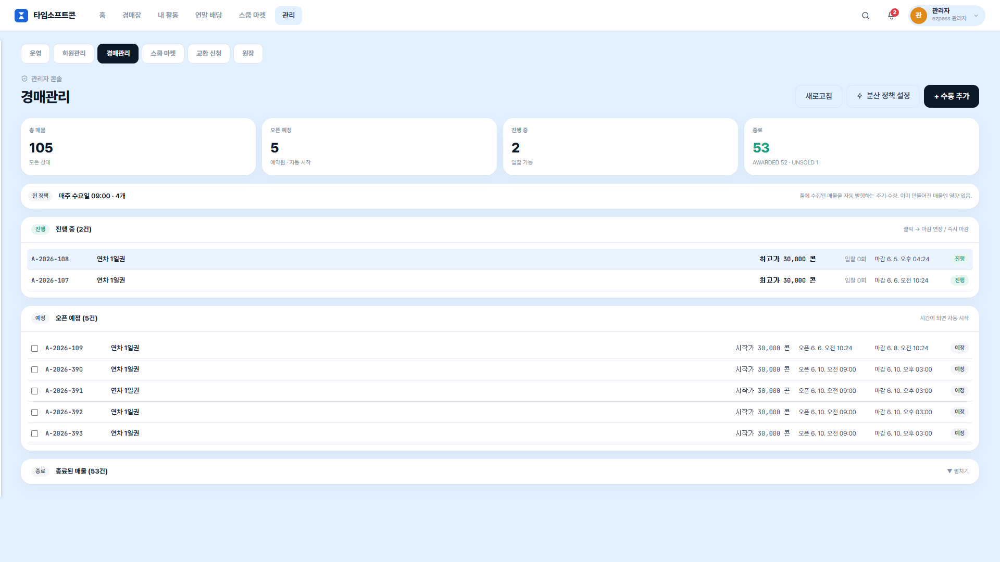 타임소프트콘 홈 경매장 내 활동 연말 배당 스쿱 마켓 관리 2 관 관리자
ezpass 관리자
운영 회원관리 경매관리 스쿱 마켓 교환 신청 원장
관리자 콘솔
경매관리 새로고침 분산 정책 설정 + 수동 추가
총 매물 오픈 예정 진행 중 종료
105 5 2 53
모든 상태 예약됨 · 자동 시작 입찰 가능 AWARDED 52 · UNSOLD 1
현 정책 매주 수요일 09:00 · 4개 풀에 수집된 매물을 자동 발행하는 주기·수량. 이미 만들어진 매물엔 영향 없음.
진행 진행 중 (2건) 클릭 → 마감 연장 / 즉시 마감
A-2026-108 연차 1일권 최고가 30,000 콘 입찰 0회 마감 6. 5. 오후 04:24 진행
A-2026-107 연차 1일권 최고가 30,000 콘 입찰 0회 마감 6. 6. 오전 10:24 진행
예정 오픈 예정 (5건) 시간이 되면 자동 시작
A-2026-109 연차 1일권 시작가 30,000 콘 오픈 6. 6. 오전 10:24 마감 6. 8. 오전 10:24 예정
A-2026-390 연차 1일권 시작가 30,000 콘 오픈 6. 10. 오전 09:00 마감 6. 10. 오후 03:00 예정
A-2026-391 연차 1일권 시작가 30,000 콘 오픈 6. 10. 오전 09:00 마감 6. 10. 오후 03:00 예정
A-2026-392 연차 1일권 시작가 30,000 콘 오픈 6. 10. 오전 09:00 마감 6. 10. 오후 03:00 예정
A-2026-393 연차 1일권 시작가 30,000 콘 오픈 6. 10. 오전 09:00 마감 6. 10. 오후 03:00 예정
종료 종료된 매물 (53건) ▼ 펼치기